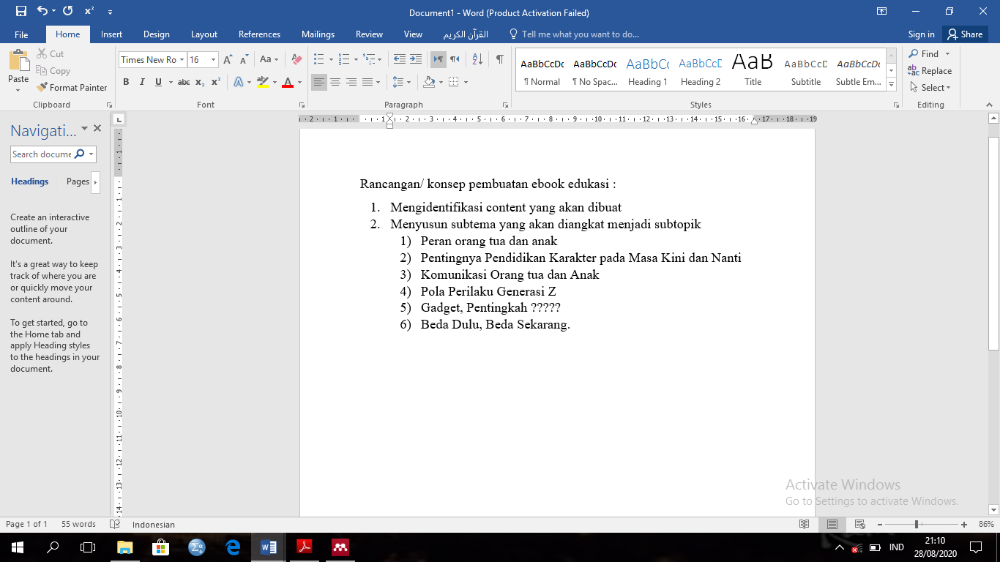 Document1 - Word (Product Activation Failed)
File Home Insert Design Layout References Mailings Review View القرآن الكريم Tell me what you want to do... Sign in Share
Paste
Cut
Copy
Format Painter
Clipboard
Times New Ro 16
Font
Paragraph
AaBbCcDc AaBbCcDc AaBbCc AaBbCcD AaB AaBbCcD AaBbCcDc
¶ Normal ¶ No Spac... Heading 1 Heading 2 Title Subtitle Subtle Em...
Styles
Find
Replace
Select
Editing
Navigati...
Search docume
Headings Pages
Create an interactive
outline of your
document.
It's a great way to keep
track of where you are
or quickly move your
content around.
To get started, go to
the Home tab and
apply Heading styles
to the headings in your
document.
Rancangan/ konsep pembuatan ebook edukasi :
1. Mengidentifikasi content yang akan dibuat
2. Menyusun subtema yang akan diangkat menjadi subtopik
1) Peran orang tua dan anak
2) Pentingnya Pendidikan Karakter pada Masa Kini dan Nanti
3) Komunikasi Orang tua dan Anak
4) Pola Perilaku Generasi Z
5) Gadget, Pentingkah ?????
6) Beda Dulu, Beda Sekarang.
Activate Windows
Go to Settings to activate Windows.
Page 1 of 1 55 words Indonesian 86%
IND
21:10
28/08/2020